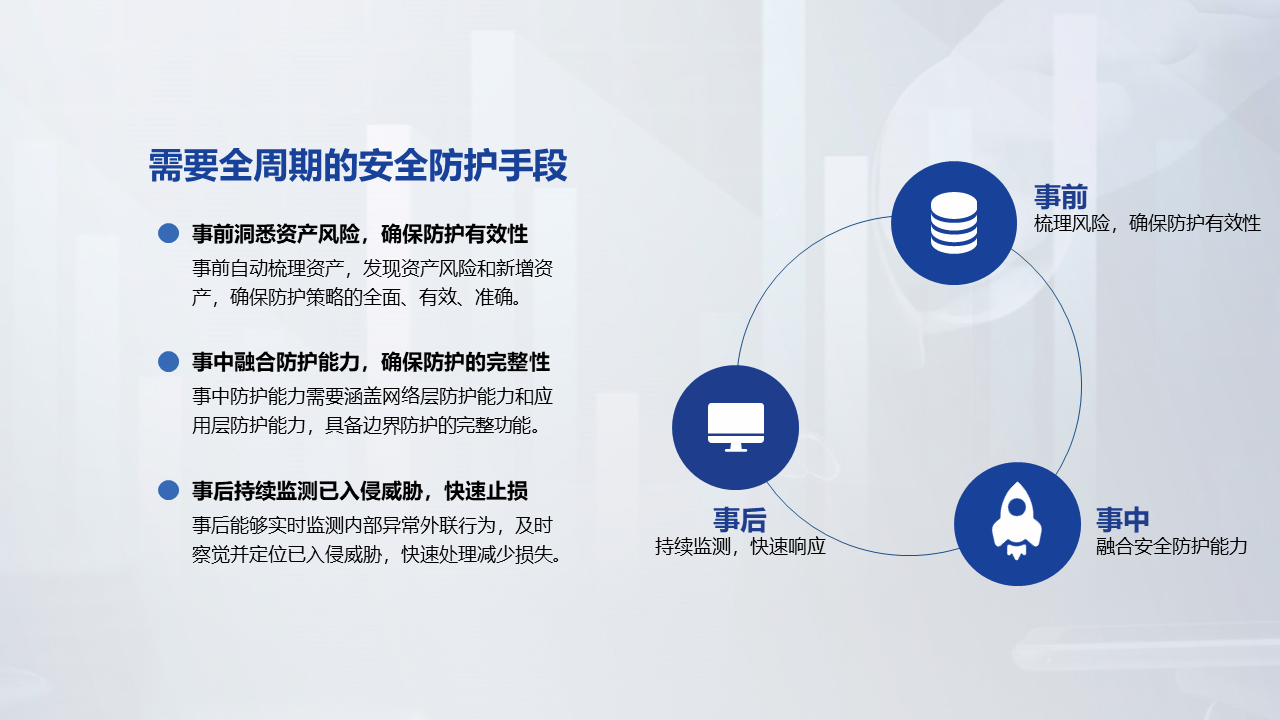 需要全周期的安全防护手段
事前洞悉资产风险，确保防护有效性
事前自动梳理资产，发现资产风险和新增资
产，确保防护策略的全面、有效、准确。
事中融合防护能力，确保防护的完整性
事中防护能力需要涵盖网络层防护能力和应
用层防护能力，具备边界防护的完整功能。
事后持续监测已入侵威胁，快速止损
事后能够实时监测内部异常外联行为，及时
察觉并定位已入侵威胁，快速处理减少损失。
事前
梳理风险，确保防护有效性
事后
持续监测，快速响应
事中
融合安全防护能力